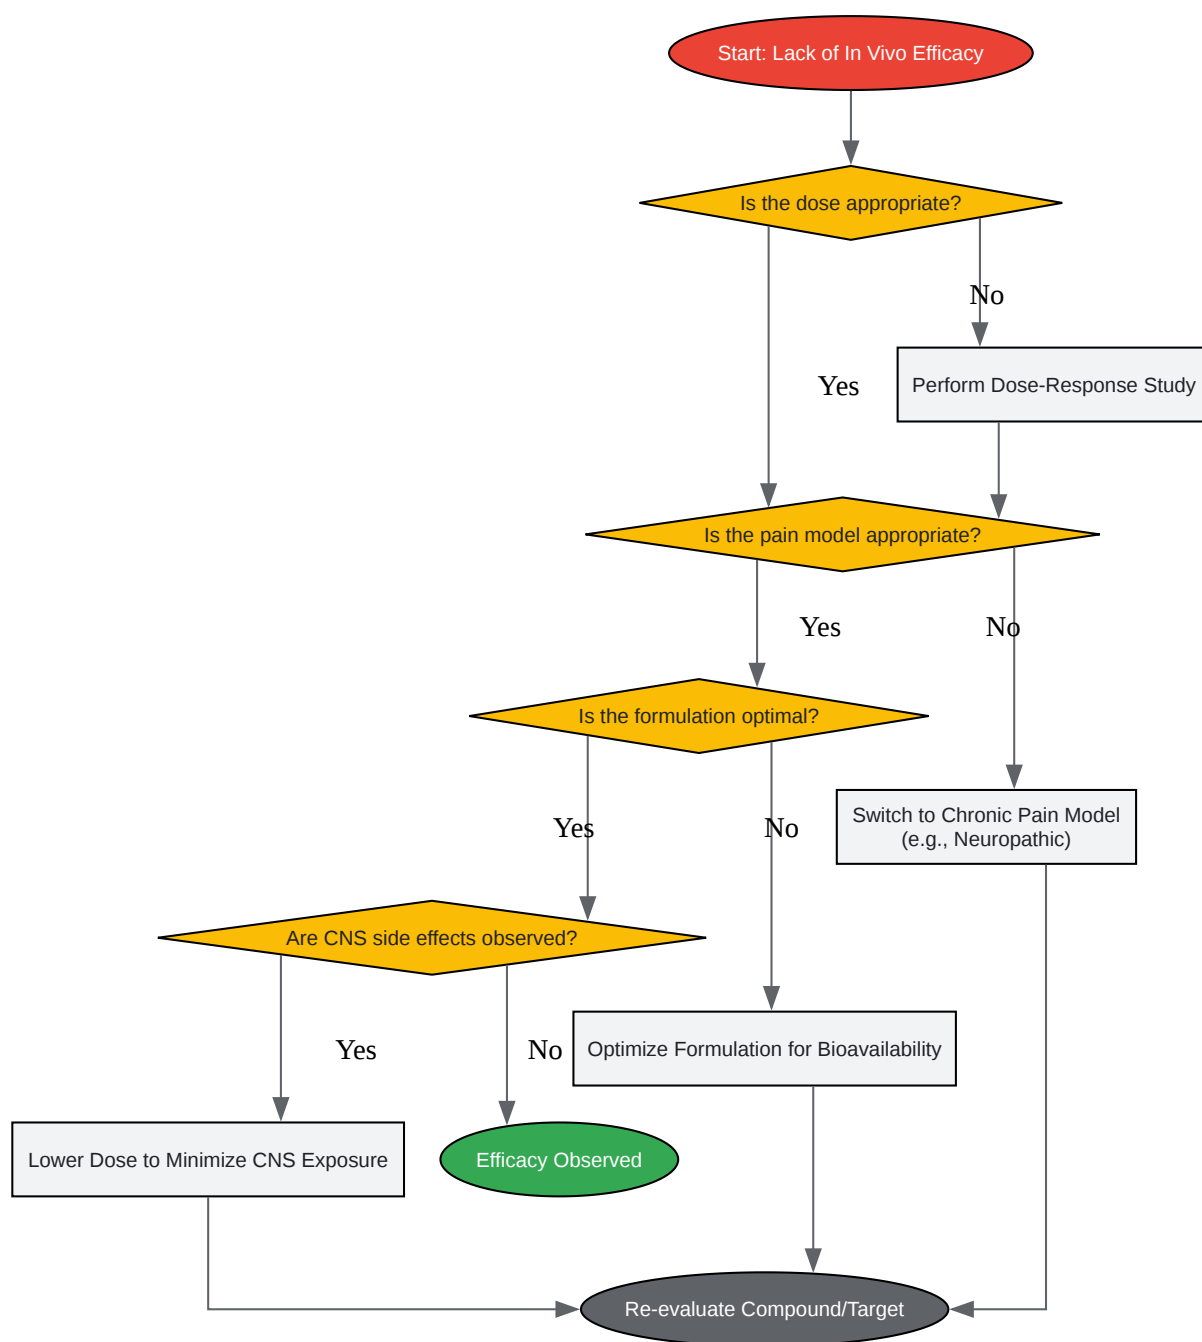 Start: Lack of In Vivo Efficacy
Is the dose appropriate?
No
Yes
Perform Dose-Response Study
Is the pain model appropriate?
Yes
No
Is the formulation optimal?
Yes
No
Switch to Chronic Pain Model
(e.g., Neuropathic)
Are CNS side effects observed?
Yes
No
Optimize Formulation for Bioavailability
Lower Dose to Minimize CNS Exposure
Efficacy Observed
Re-evaluate Compound/Target